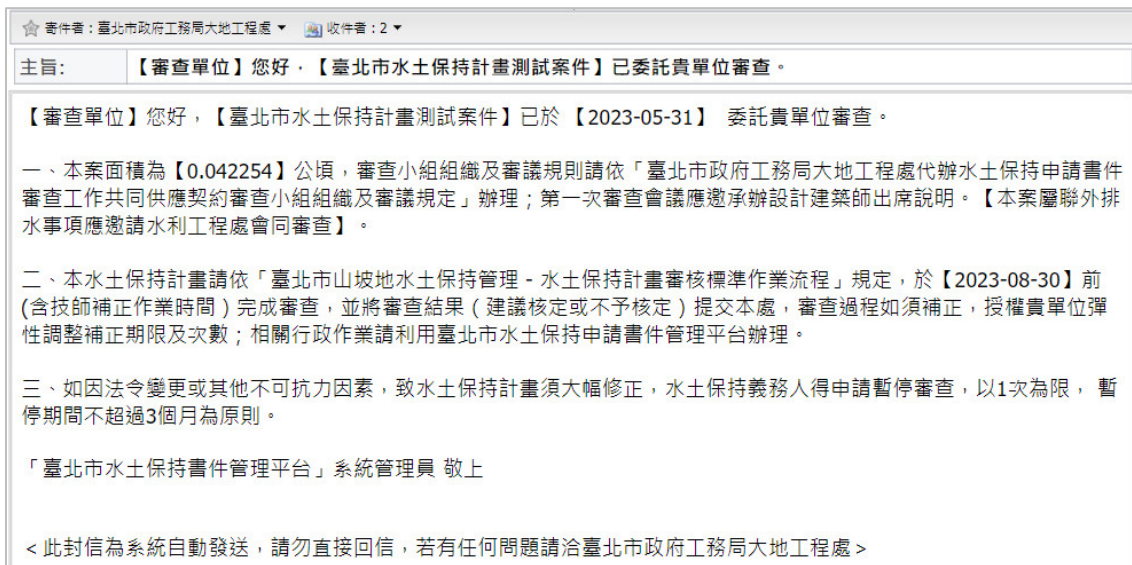 寄件者：臺北市政府工務局大地工程處 ▼ 收件者：2 ▼
主旨: 【審查單位】您好，【臺北市水土保持計畫測試案件】已委託貴單位審查。
【審查單位】您好，【臺北市水土保持計畫測試案件】已於 【2023-05-31】 委託貴單位審查。
一、本案面積為【0.042254】公頃，審查小組組織及審議規則請依「臺北市政府工務局大地工程處代辦水土保持申請書件
審查工作共同供應契約審查小組組織及審議規定」辦理；第一次審查會議應邀承辦設計建築師出席說明。【本案屬聯外排
水事項應邀請水利工程處會同審查】。
二、本水土保持計畫請依「臺北市山坡地水土保持管理－水土保持計畫審核標準作業流程」規定，於【2023-08-30】前
(含技師補正作業時間）完成審查，並將審查結果（建議核定或不予核定）提交本處，審查過程如須補正，授權貴單位彈
性調整補正期限及次數；相關行政作業請利用臺北市水土保持申請書件管理平台辦理。
三、如因法令變更或其他不可抗力因素，致水土保持計畫須大幅修正，水土保持義務人得申請暫停審查，以1次為限， 暫
停期間不超過3個月為原則。
「臺北市水土保持書件管理平台」系統管理員 敬上
＜此封信為系統自動發送，請勿直接回信，若有任何問題請洽臺北市政府工務局大地工程處＞